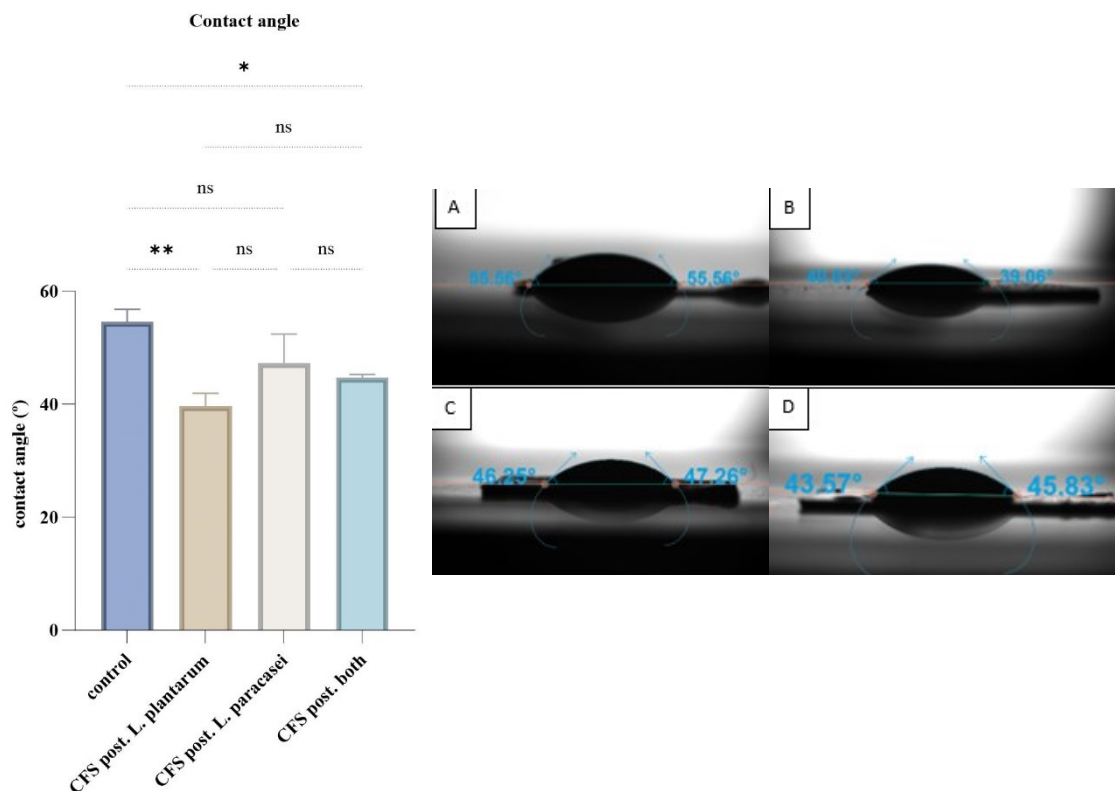 Contact angle
*
ns
ns
** ns ns
60
40
20
0
contact angle (°)
control
CFS post. L. plantarum
CFS post. L. paracasei
CFS post. both
A
55.56°
B
39.06°
C
46.25° 47.26°
D
43.57° 45.83°